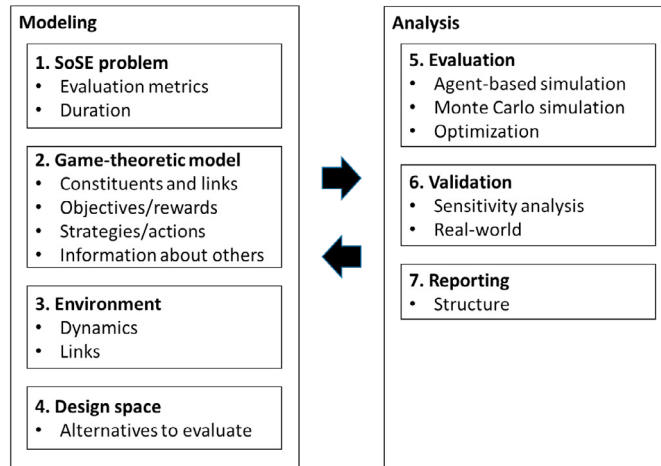 Modeling
1. SoSE problem
• Evaluation metrics
• Duration
2. Game-theoretic model
• Constituents and links
• Objectives/rewards
• Strategies/actions
• Information about others
3. Environment
• Dynamics
• Links
4. Design space
• Alternatives to evaluate
Analysis
5. Evaluation
• Agent-based simulation
• Monte Carlo simulation
• Optimization
6. Validation
• Sensitivity analysis
• Real-world
7. Reporting
• Structure